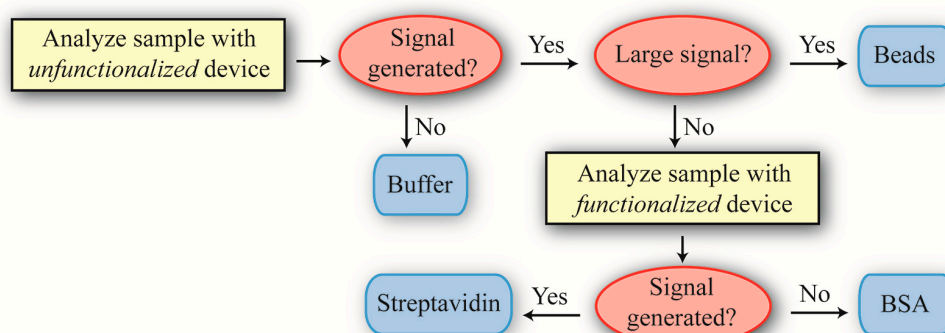 Analyze sample with
unfunctionalized device
Signal
generated?
Yes
Large signal?
Yes
Beads
No
Buffer
No
Analyze sample with
functionalized device
Signal
generated?
Yes
Streptavidin
No
BSA